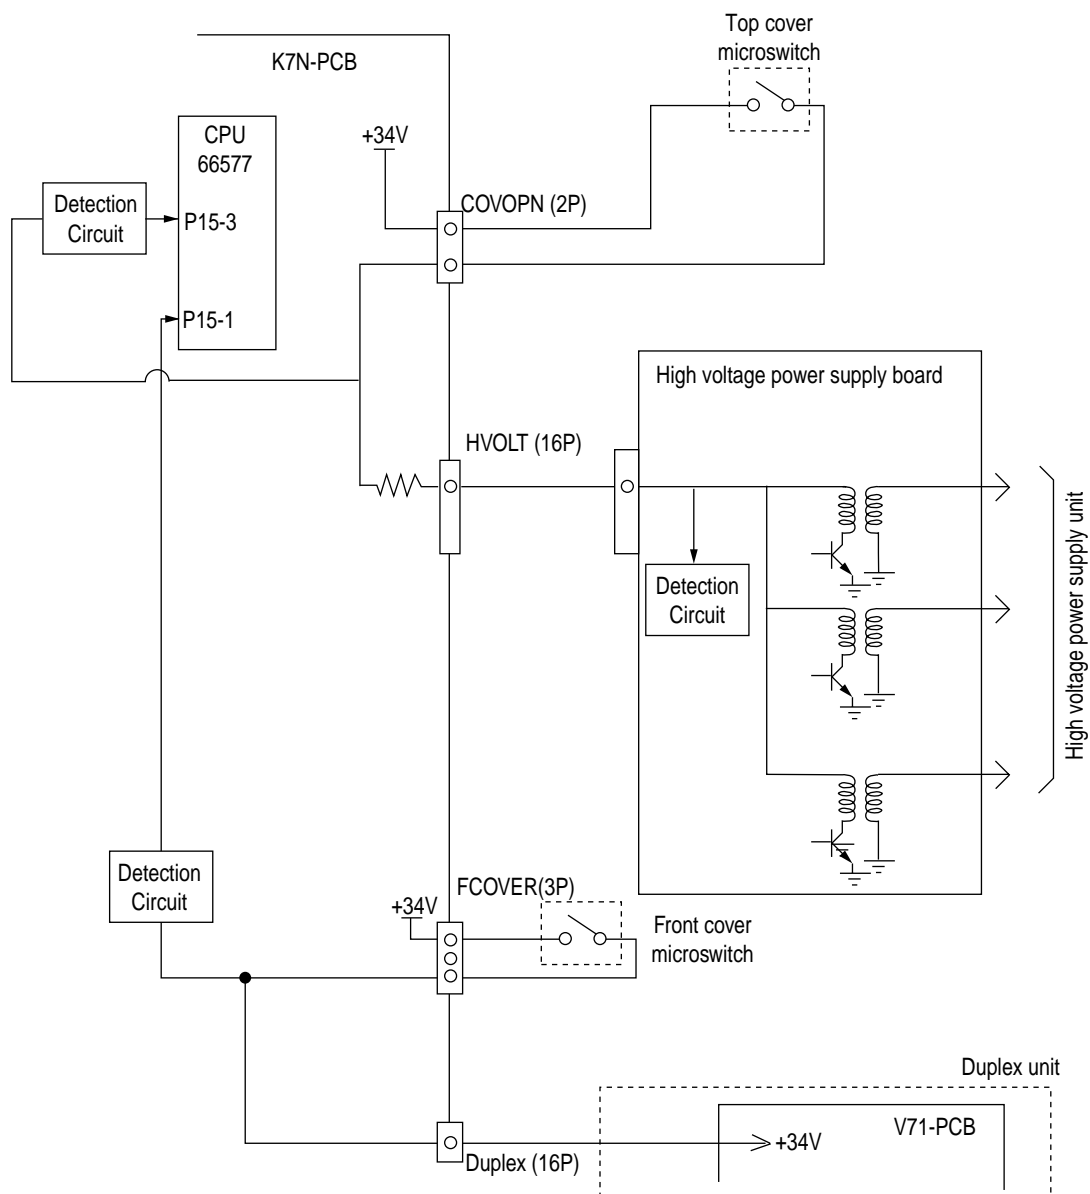 Top cover
microswitch
K7N-PCB
CPU
66577
+34V
Detection
Circuit
P15-3
COVOPN (2P)
P15-1
High voltage power supply board
HVOLT (16P)
Detection
Circuit
High voltage power supply unit
Detection
Circuit
FCOVER(3P)
+34V
Front cover
microswitch
Duplex unit
V71-PCB
+34V
Duplex (16P)